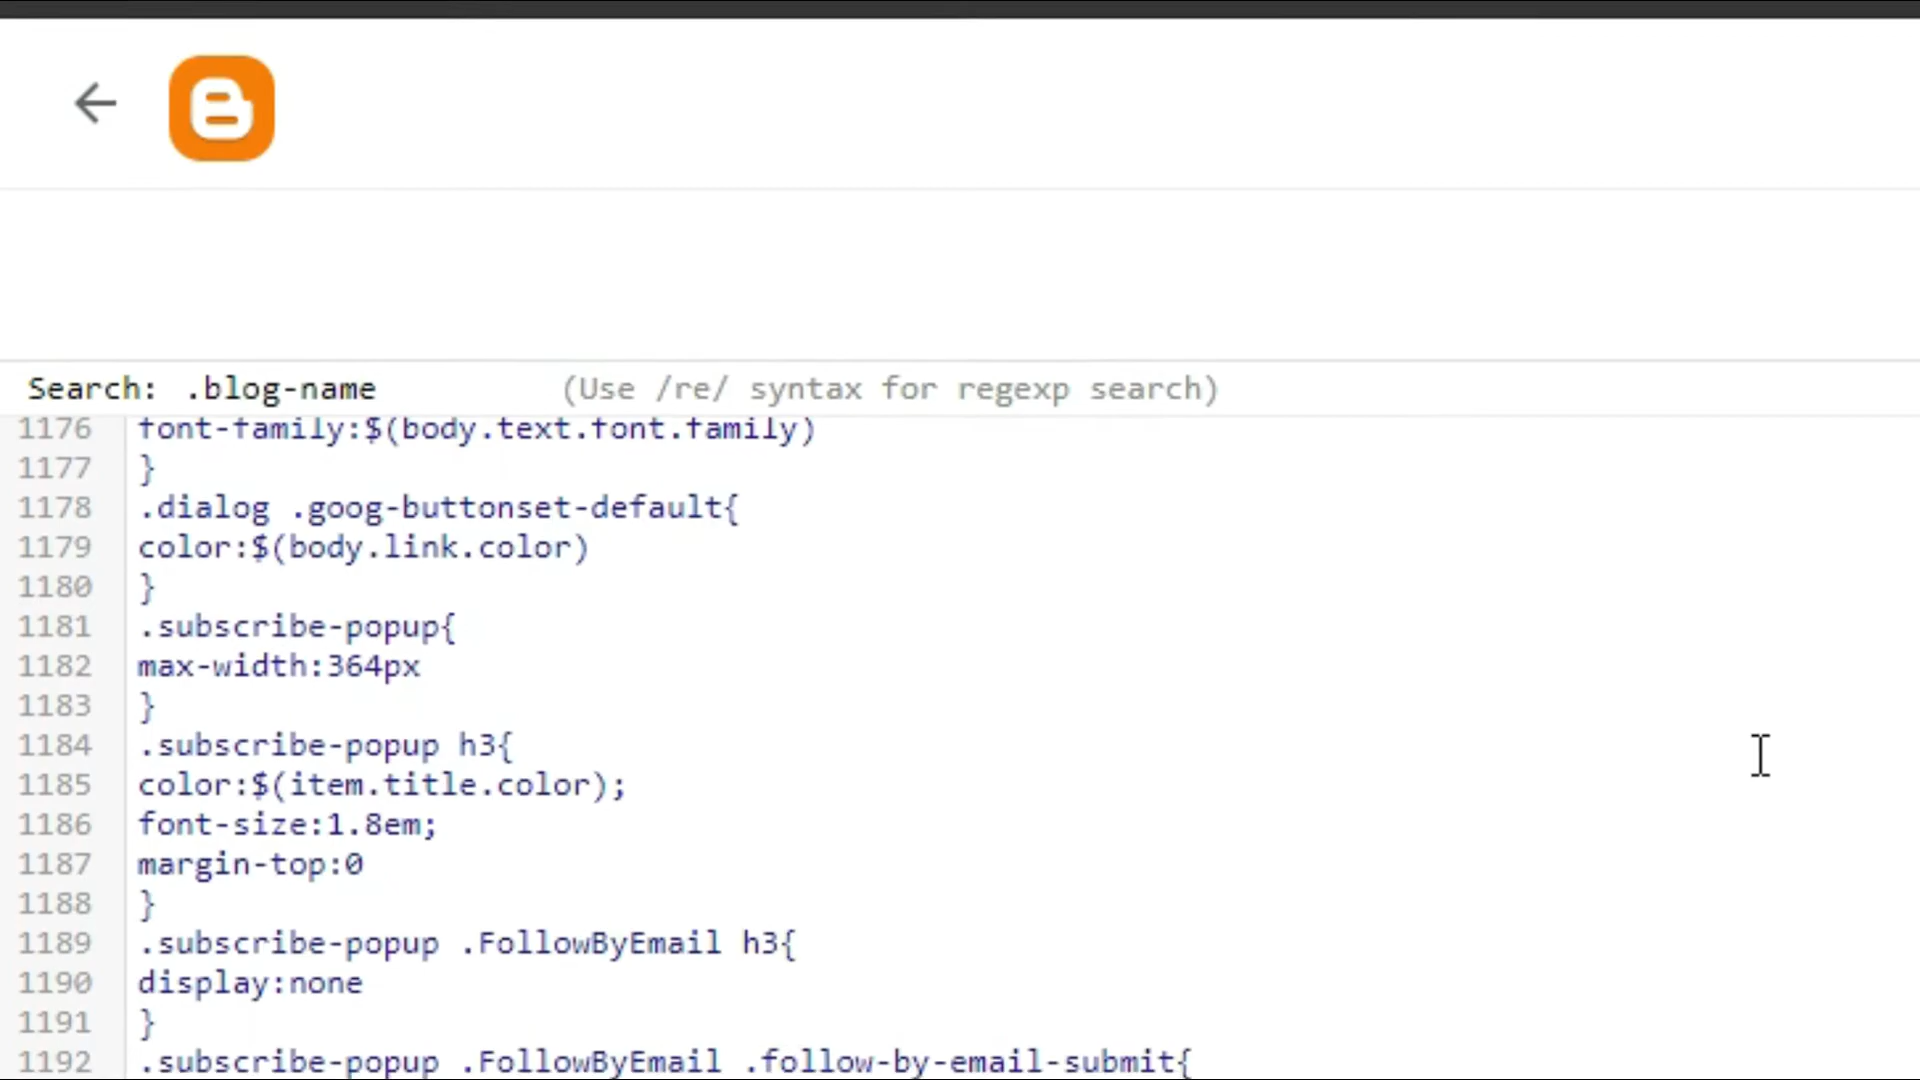 Search: .blog-name (Use /re/ syntax for regexp search)
1176 font-family:$(body.text.font.family)
1177 }
1178 .dialog .goog-buttonset-default{
1179 color:$(body.link.color)
1180 }
1181 .subscribe-popup{
1182 max-width:364px
1183 }
1184 .subscribe-popup h3{
1185 color:$(item.title.color);
1186 font-size:1.8em;
1187 margin-top:0
1188 }
1189 .subscribe-popup .FollowByEmail h3{
1190 display:none
1191 }
1192 .subscribe-popup .FollowByEmail .follow-by-email-submit{